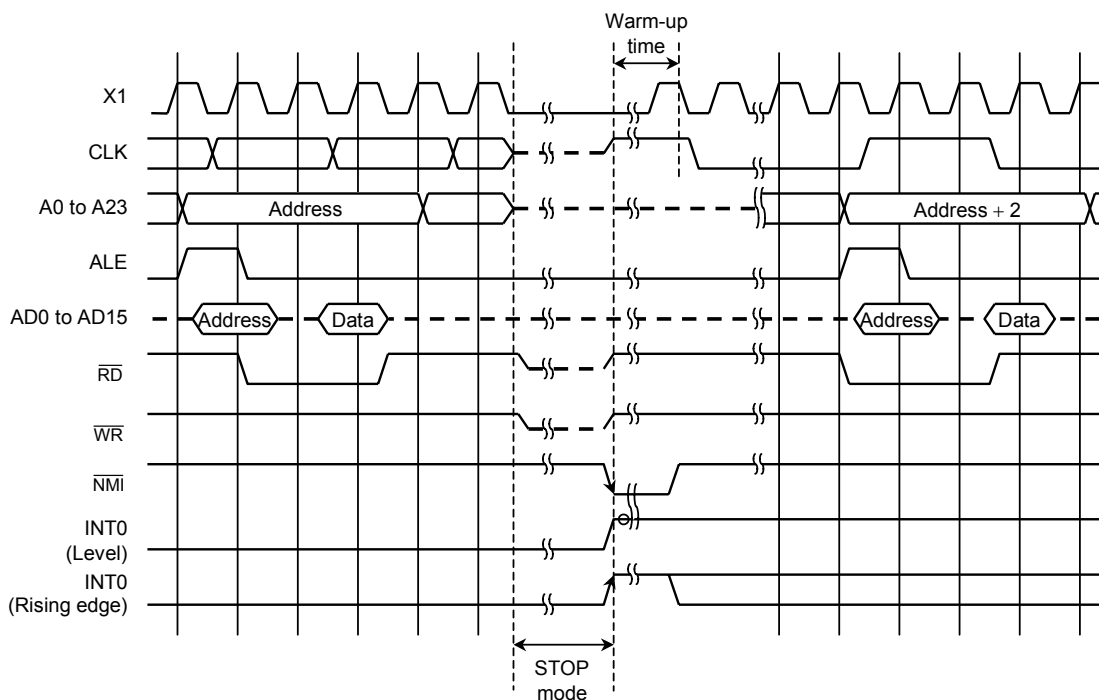 Warm-up
time
X1
CLK
A0 to A23
Address
Address + 2
ALE
AD0 to AD15
Address
Data
Address
Data
RD
WR
NMI
INT0
(Level)
INT0
(Rising edge)
STOP
mode